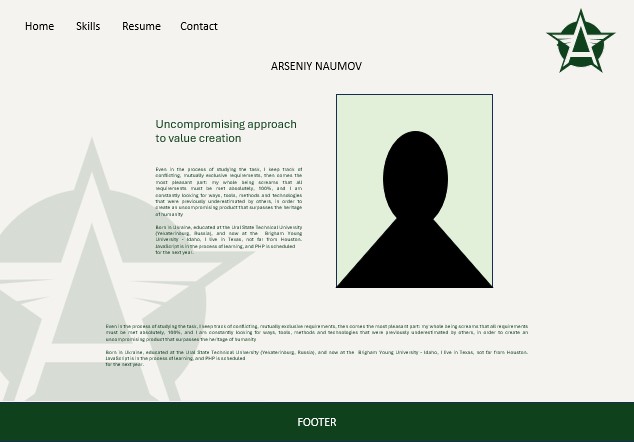 Home Skills Resume Contact
A
ARSENIY NAUMOV
Uncompromising approach
to value creation
Even in the process of studying the task, I keep track of
conflicting, mutually exclusive requirements, then comes the
most pleasant part: my whole being screams that all
requirements must be met absolutely, 100%, and I am
constantly looking for ways, tools, methods and technologies
that were previously underestimated by others, in order to
create an uncompromising product that surpasses the heritage
of humanity
Born is Ukraine, educated at the Ural State Technical University
(Yekaterinburg, Russia), and now at the Brigham Young
University - Idaho, I live in Texas, not far from Houston.
JavaScript is in the process of learning, and PHP is scheduled
for the next year.
Even in the process of studying the task, I keep track of conflicting, mutually exclusive requirements, then comes the most pleasant part: my whole being screams that all requirements
must be met absolutely, 100%, and I am constantly looking for ways, tools, methods and technologies that were previously underestimated by others, in order to create an
uncompromising product that surpasses the heritage of humanity
Born is Ukraine, educated at the Ural State Technical University (Yekaterinburg, Russia), and now at the Brigham Young University - Idaho, I live in Texas, not far from Houston.
JavaScript is in the process of learning, and PHP is scheduled
for the next year.
FOOTER